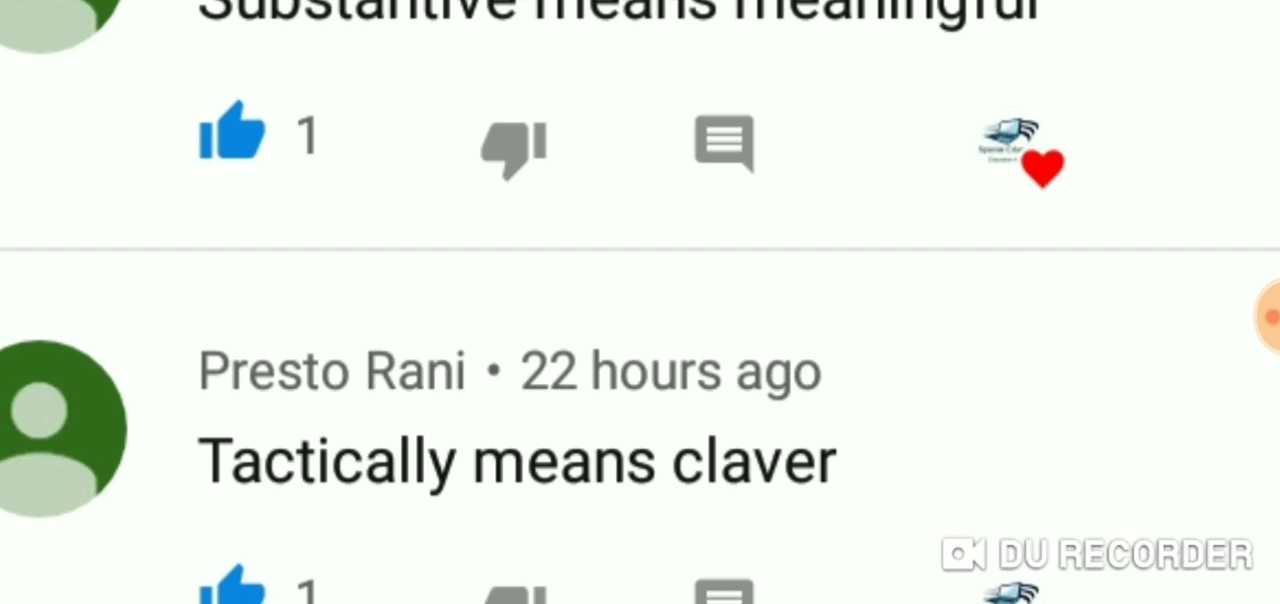 Substantive means meaningful
1
Presto Rani • 22 hours ago
Tactically means claver
DU RECORDER
1